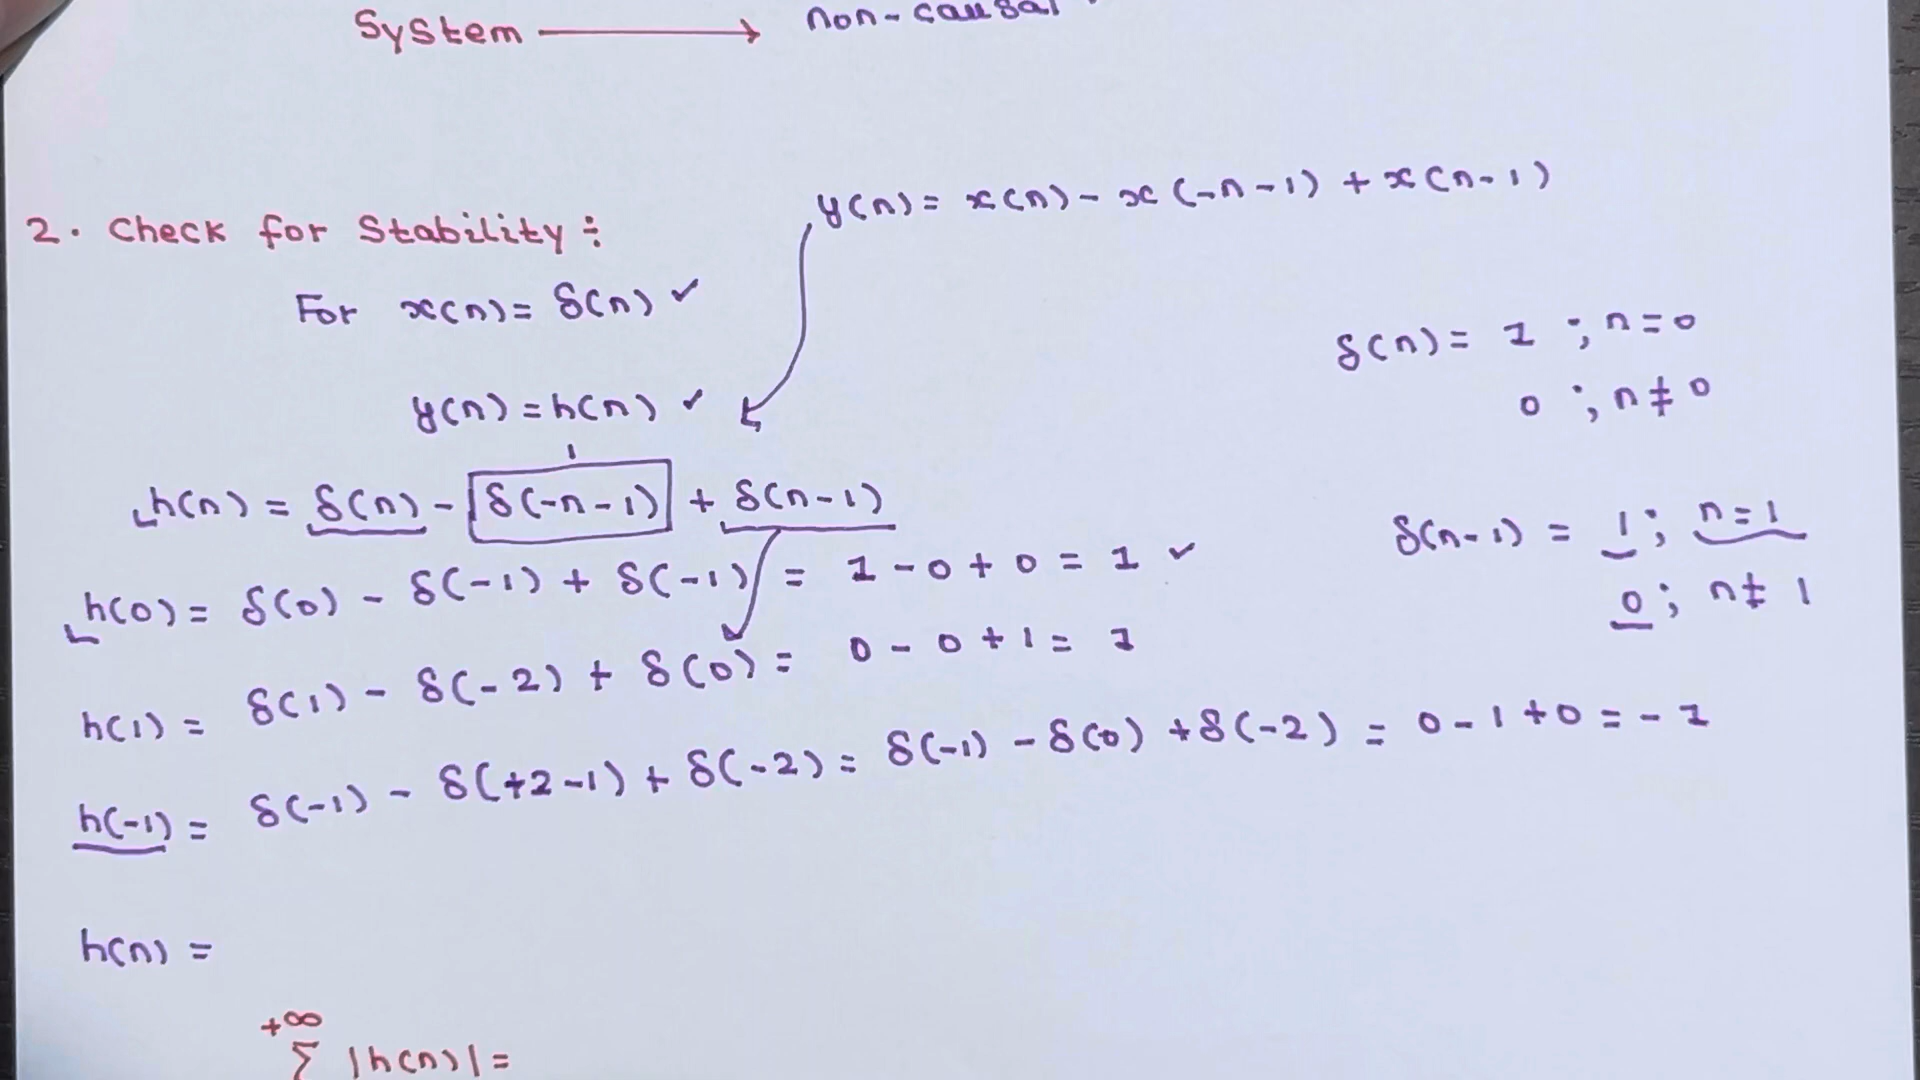 System ⟶ non-causal
y(n) = x(n) - x(-n-1) + x(n-1)
2. Check for Stability :
For x(n) = δ(n) ✓
δ(n) = 1 ; n=0
0 ; n≠0
y(n) = h(n) ✓
h(n) = δ(n) - δ(-n-1) + δ(n-1)
δ(n-1) = 1 ; n=1
0 ; n≠1
h(0) = δ(0) - δ(-1) + δ(-1) = 1 - 0 + 0 = 1 ✓
h(1) = δ(1) - δ(-2) + δ(0) = 0 - 0 + 1 = 1
h(-1) = δ(-1) - δ(+2-1) + δ(-2) = δ(-1) - δ(0) + δ(-2) = 0 - 1 + 0 = -1
h(n) =
+∞
Σ |h(n)| =